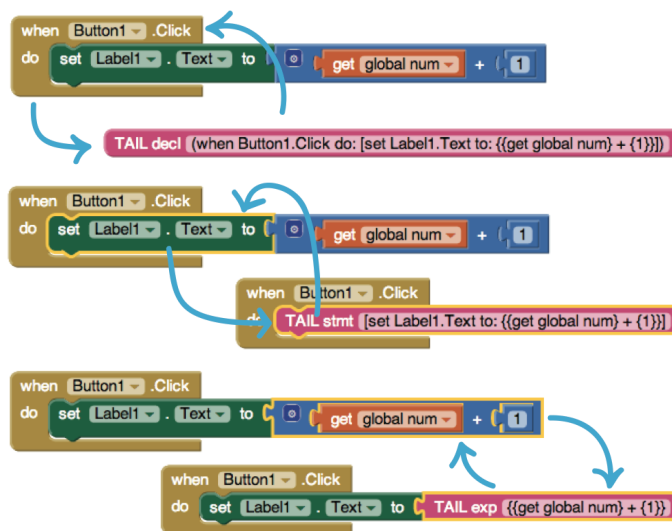 when Button1 .Click
do set Label1 . Text to get global num + 1
TAIL decl (when Button1.Click do: [set Label1.Text to: {{get global num} + {1}}])
when Button1 .Click
do set Label1 . Text to get global num + 1
when Button1 .Click
do TAIL stmt [set Label1.Text to: {{get global num} + {1}}]
when Button1 .Click
do set Label1 . Text to get global num + 1
when Button1 .Click
do set Label1 . Text to TAIL exp {{get global num} + {1}}